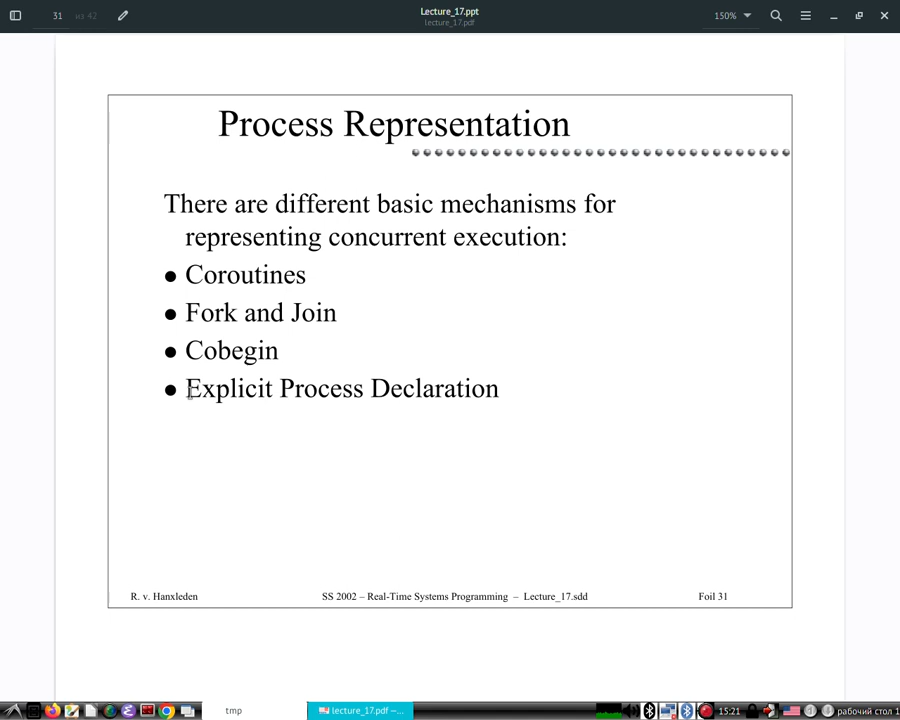 31 из 42
Lecture_17.ppt
lecture_17.pdf
150%
Process Representation
There are different basic mechanisms for
representing concurrent execution:
● Coroutines
● Fork and Join
● Cobegin
● Explicit Process Declaration
R. v. Hanxleden SS 2002 – Real-Time Systems Programming – Lecture_17.sdd Foil 31
tmp lecture_17.pdf —... 15:21 рабочий стол 1